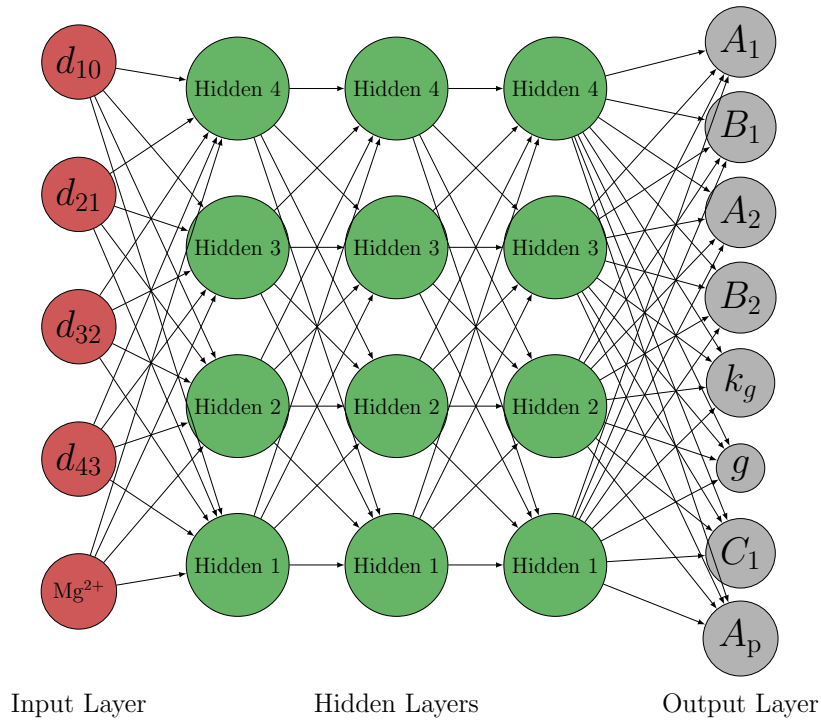 d₁₀
d₂₁
d₃₂
d₄₃
Mg²⁺
Hidden 4
Hidden 3
Hidden 2
Hidden 1
Hidden 4
Hidden 3
Hidden 2
Hidden 1
Hidden 4
Hidden 3
Hidden 2
Hidden 1
A₁
B₁
A₂
B₂
k_g
g
C₁
Aₚ
Input Layer
Hidden Layers
Output Layer